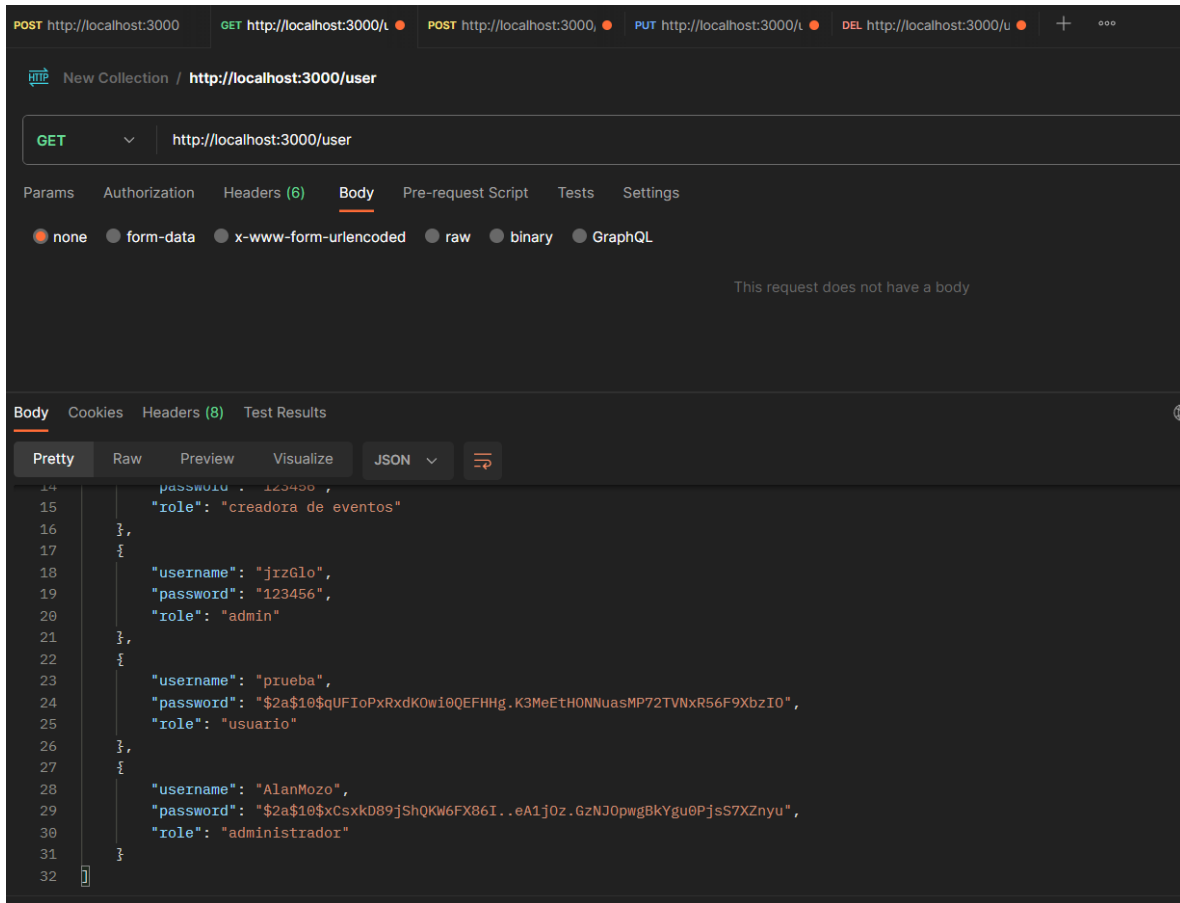 POST http://localhost:3000 GET http://localhost:3000/u POST http://localhost:3000/ PUT http://localhost:3000/u DEL http://localhost:3000/u
HTTP New Collection / http://localhost:3000/user
GET http://localhost:3000/user
Params Authorization Headers (6) Body Pre-request Script Tests Settings
none form-data x-www-form-urlencoded raw binary GraphQL
This request does not have a body
Body Cookies Headers (8) Test Results
Pretty Raw Preview Visualize JSON
14 "password": "123456",
15 "role": "creadora de eventos"
16 },
17 {
18 "username": "jrzGlo",
19 "password": "123456",
20 "role": "admin"
21 },
22 {
23 "username": "prueba",
24 "password": "$2a$10$qUFIoPxRxdKOwi0QEFHHg.K3MeEtHONNuasMP72TVNxR56F9XbzIO",
25 "role": "usuario"
26 },
27 {
28 "username": "AlanMozo",
29 "password": "$2a$10$xCsxkD89jShQKW6FX86I..eA1jOz.GzNJOpwgBkYgu0PjsS7XZnyu",
30 "role": "administrador"
31 }
32 ]